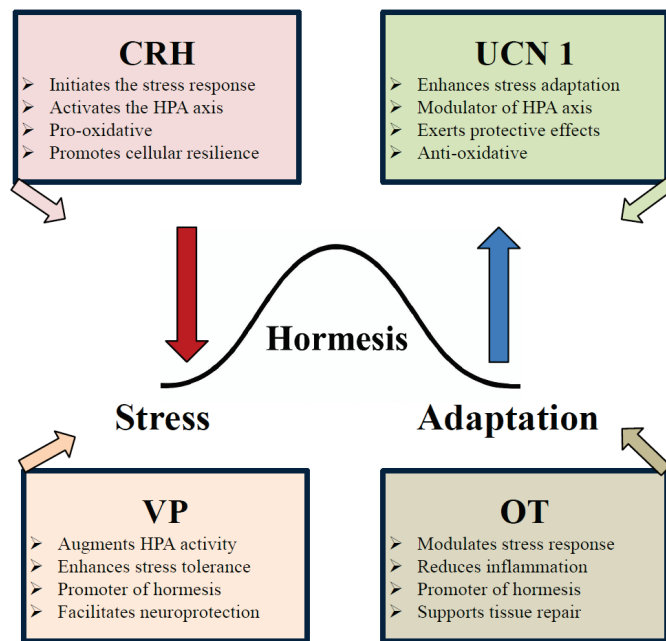 CRH
➤ Initiates the stress response
➤ Activates the HPA axis
➤ Pro-oxidative
➤ Promotes cellular resilience
UCN 1
➤ Enhances stress adaptation
➤ Modulator of HPA axis
➤ Exerts protective effects
➤ Anti-oxidative
Hormesis
Stress
Adaptation
VP
➤ Augments HPA activity
➤ Enhances stress tolerance
➤ Promoter of hormesis
➤ Facilitates neuroprotection
OT
➤ Modulates stress response
➤ Reduces inflammation
➤ Promoter of hormesis
➤ Supports tissue repair